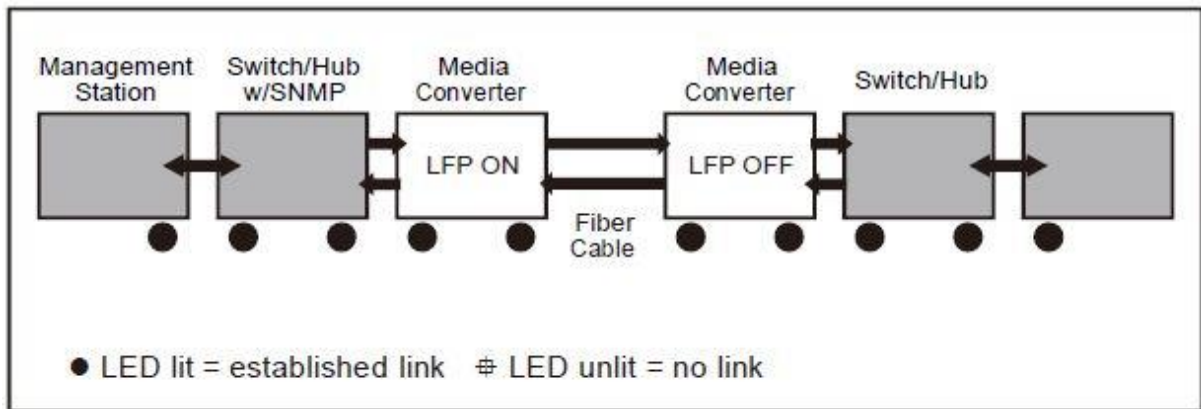 Management
Station
Switch/Hub
w/SNMP
Media
Converter
Media
Converter
Switch/Hub
LFP ON
LFP OFF
Fiber
Cable
● LED lit = established link ⌗ LED unlit = no link